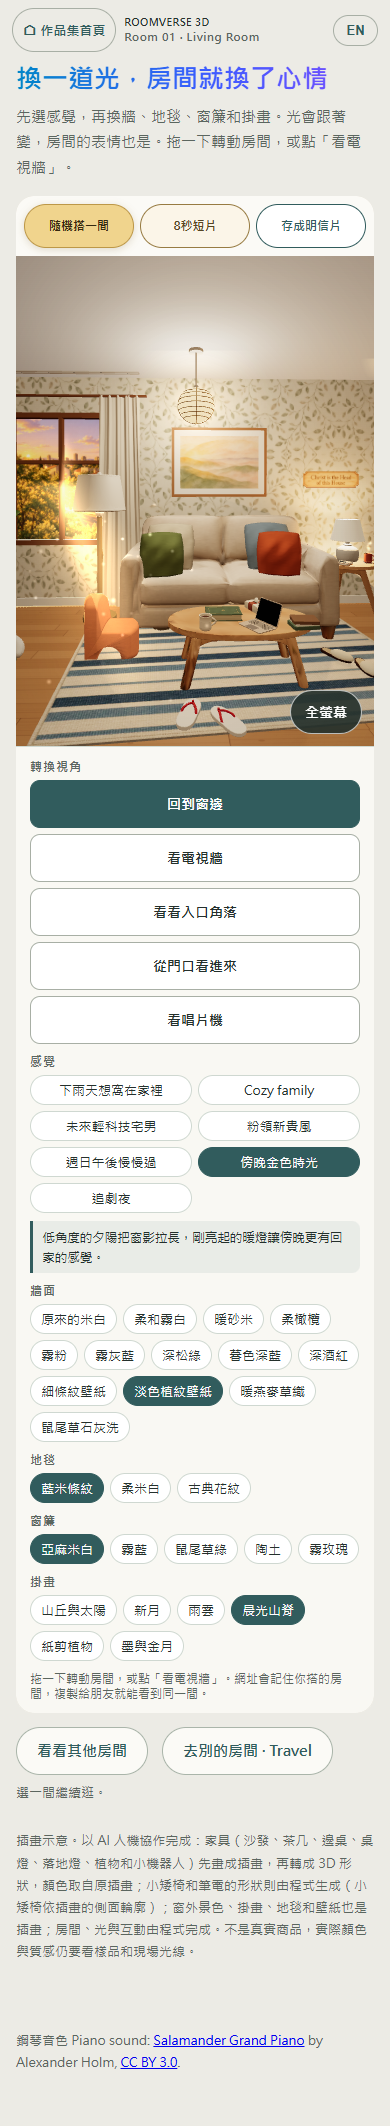 作品集首頁
ROOMVERSE 3D
Room 01 · Living Room
EN
換一道光，房間就換了心情
先選感覺，再換牆、地毯、窗簾和掛畫。光會跟著
變，房間的表情也是。拖一下轉動房間，或點「看電
視牆」。
隨機搭一間
8秒短片
存成明信片
全螢幕
轉換視角
回到窗邊
看電視牆
看看入口角落
從門口看進來
看唱片機
感覺
下雨天想窩在家裡
Cozy family
未來輕科技宅男
粉領新貴風
週日午後慢慢過
傍晚金色時光
追劇夜
低角度的夕陽把窗影拉長，剛亮起的暖燈讓傍晚更有回
家的感覺。
牆面
原來的米白
柔和霧白
暖砂米
柔橄欖
霧粉
霧灰藍
深松綠
暮色深藍
深酒紅
細條紋壁紙
淡色植紋壁紙
暖燕麥草織
鼠尾草石灰洗
地毯
藍米條紋
柔米白
古典花紋
窗簾
亞麻米白
霧藍
鼠尾草綠
陶土
霧玫瑰
掛畫
山丘與太陽
新月
雨雲
晨光山脊
紙剪植物
墨與金月
拖一下轉動房間，或點「看電視牆」。網址會記住你搭的房
間，複製給朋友就能看到同一間。
看看其他房間
去別的房間 · Travel
選一間繼續逛。
插畫示意。以 AI 人機協作完成：家具（沙發、茶几、邊桌、桌
燈、落地燈、植物和小機器人）先畫成插畫，再轉成 3D 形
狀，顏色取自原插畫；小矮椅和筆電的形狀則由程式生成（小
矮椅依插畫的側面輪廓）；窗外景色、掛畫、地毯和壁紙也是
插畫；房間、光與互動由程式完成。不是真實商品，實際顏色
與質感仍要看樣品和現場光線。
鋼琴音色 Piano sound: Salamander Grand Piano by
Alexander Holm, CC BY 3.0.